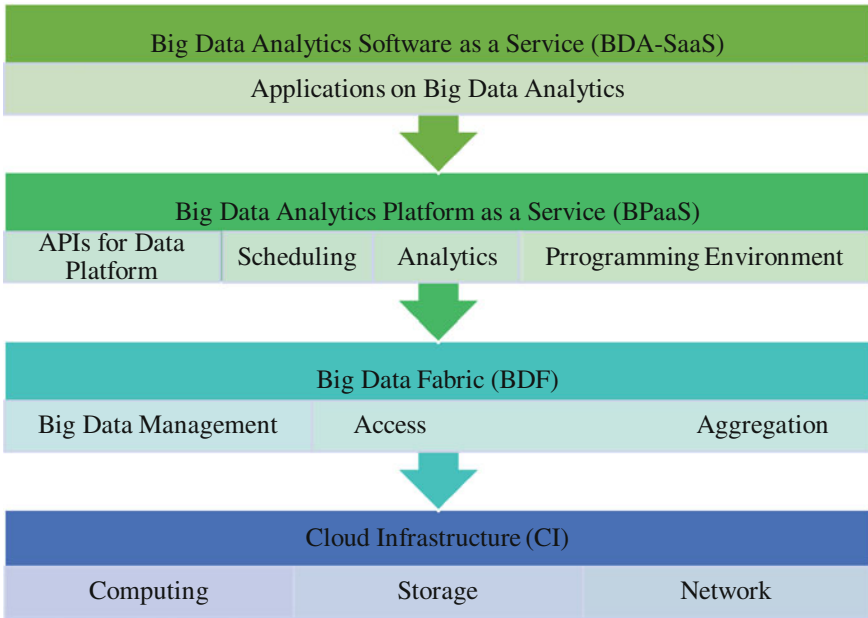 Big Data Analytics Software as a Service (BDA-SaaS)
Applications on Big Data Analytics
Big Data Analytics Platform as a Service (BPaaS)
APIs for Data
Platform
Scheduling
Analytics
Prrogramming Environment
Big Data Fabric (BDF)
Big Data Management
Access
Aggregation
Cloud Infrastructure (CI)
Computing
Storage
Network